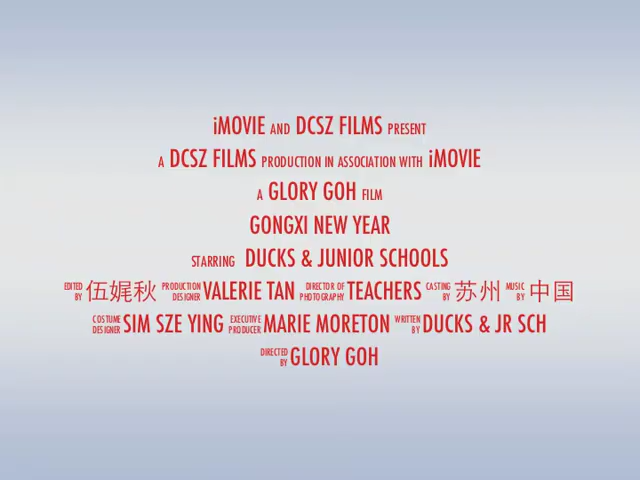 iMOVIE AND DCSZ FILMS PRESENT
A DCSZ FILMS PRODUCTION IN ASSOCIATION WITH iMOVIE
A GLORY GOH FILM
GONGXI NEW YEAR
STARRING DUCKS & JUNIOR SCHOOLS
EDITED BY 伍娓秋 PRODUCTION DESIGNER VALERIE TAN DIRECTOR OF PHOTOGRAPHY TEACHERS CASTING BY 苏州 MUSIC BY 中国
COSTUME DESIGNER SIM SZE YING EXECUTIVE PRODUCER MARIE MORETON WRITTEN BY DUCKS & JR SCH
DIRECTED BY GLORY GOH